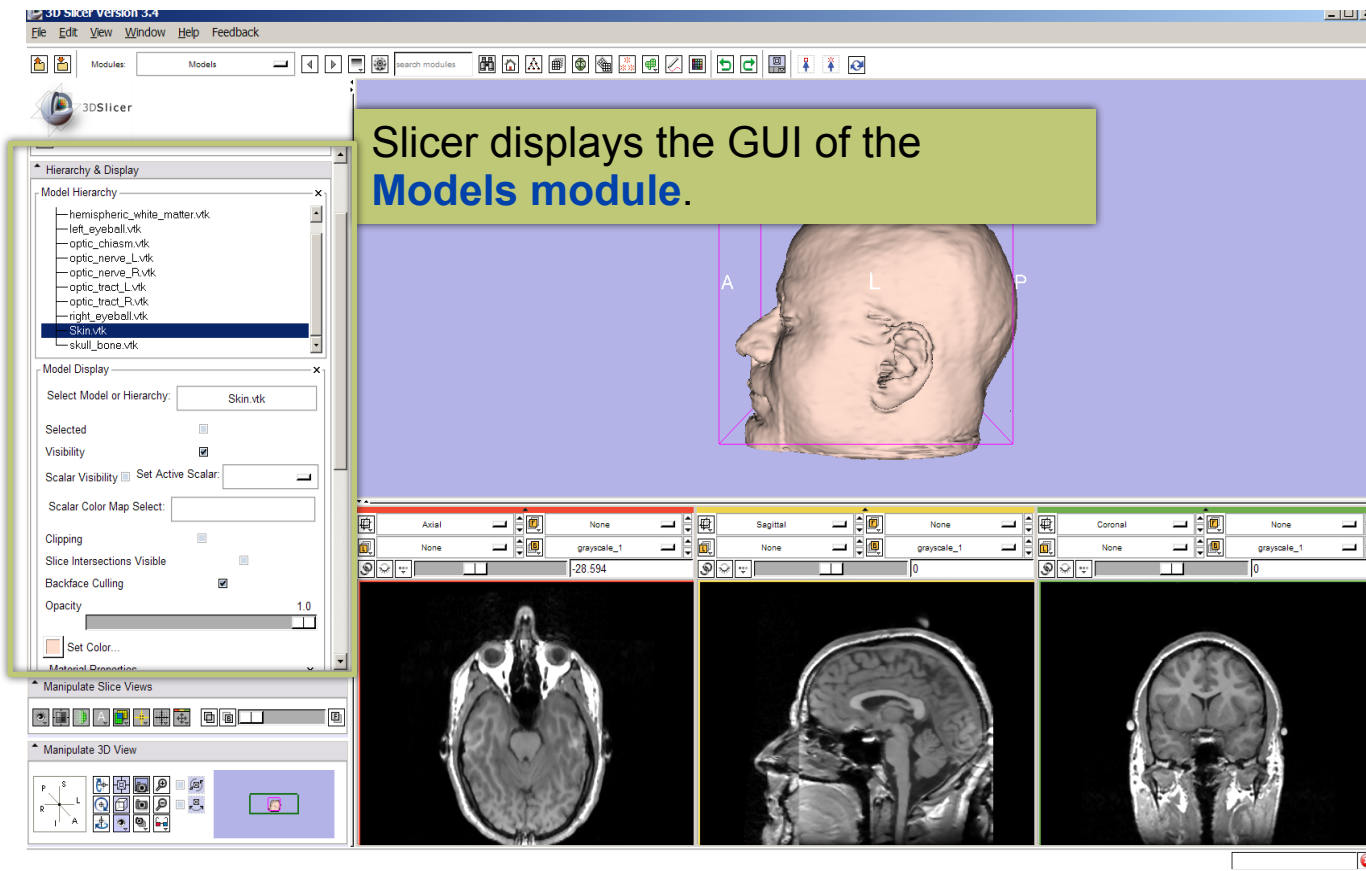 3D Slicer Version 3.4
File Edit View Window Help Feedback
Modules: Models search modules
3DSlicer
Slicer displays the GUI of the
Models module.
Hierarchy & Display
Model Hierarchy x
hemispheric_white_matter.vtk
left_eyeball.vtk
optic_chiasm.vtk
optic_nerve_L.vtk
optic_nerve_R.vtk
optic_tract_L.vtk
optic_tract_R.vtk
right_eyeball.vtk
Skin.vtk
skull_bone.vtk
Model Display x
Select Model or Hierarchy: Skin.vtk
Selected
Visibility
Scalar Visibility Set Active Scalar:
Scalar Color Map Select:
Clipping
Slice Intersections Visible
Backface Culling
Opacity 1.0
Set Color...
Material Properties
Manipulate Slice Views
Manipulate 3D View
P S
R L
I A
A L P
Axial None
None grayscale_1
-28.594
Sagittal None
None grayscale_1
0
Coronal None
None grayscale_1
0